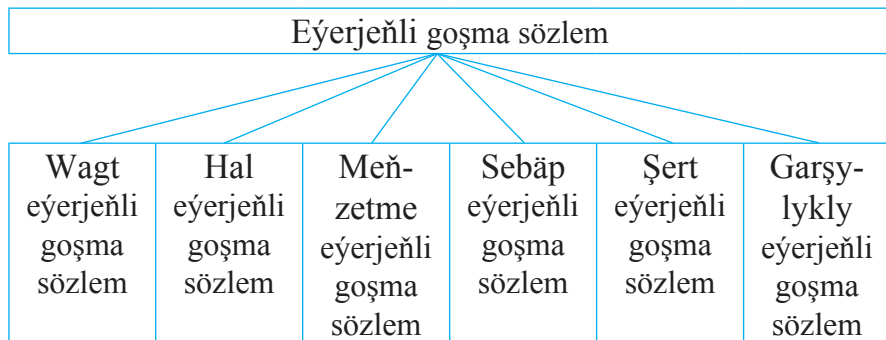 Eýerjeňli goşma sözlem
Wagt
eýerjeňli
goşma
sözlem
Hal
eýerjeňli
goşma
sözlem
Meň-
zetme
eýerjeňli
goşma
sözlem
Sebäp
eýerjeňli
goşma
sözlem
Şert
eýerjeňli
goşma
sözlem
Garşy-
lykly
eýerjeňli
goşma
sözlem